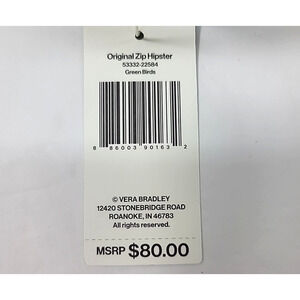 Original Zip Hipster
53332-22584
Green Birds
8 86003 90163 2
© VERA BRADLEY
12420 STONEBRIDGE ROAD
ROANOKE, IN 46783
All rights reserved.
MSRP $80.00